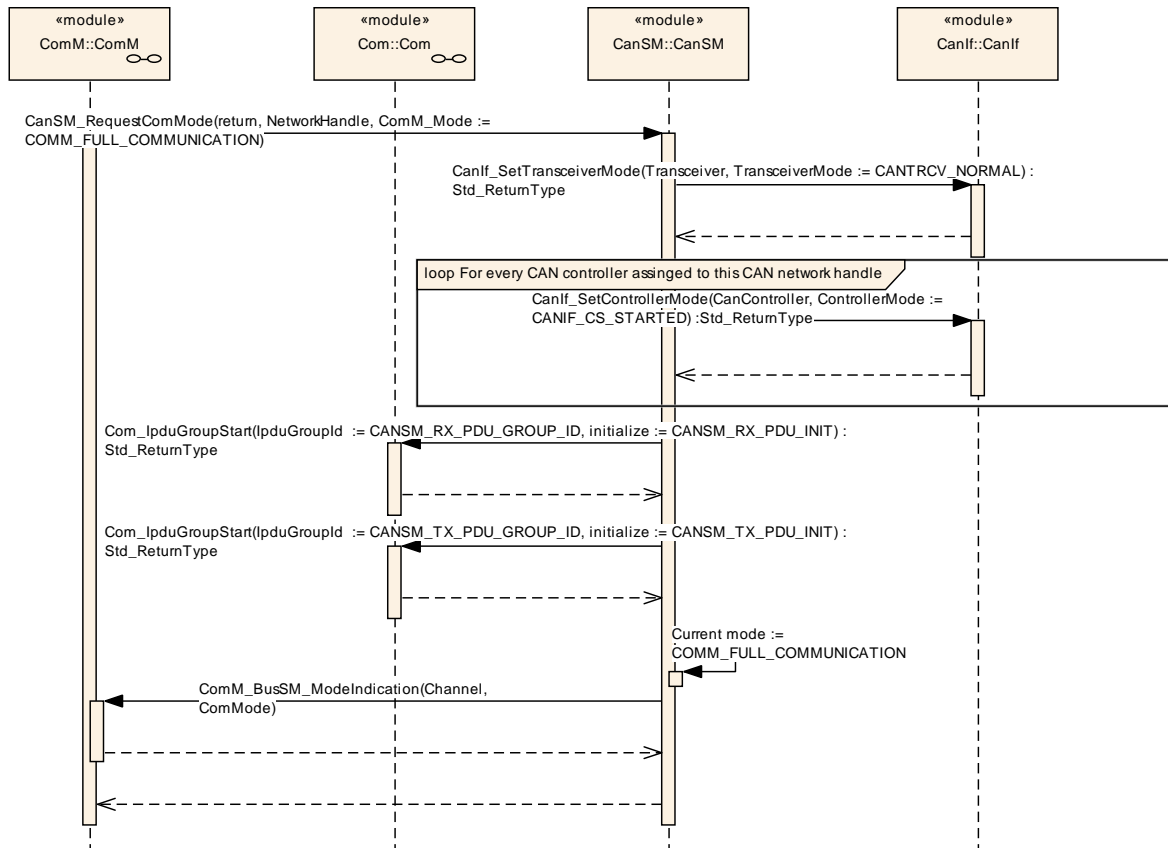 «module»
ComM::ComM
«module»
Com::Com
«module»
CanSM::CanSM
«module»
CanIf::CanIf
CanSM_RequestComMode(return, NetworkHandle, ComM_Mode :=
COMM_FULL_COMMUNICATION)
CanIf_SetTransceiverMode(Transceiver, TransceiverMode := CANTRCV_NORMAL) :
Std_ReturnType
loop For every CAN controller assinged to this CAN network handle
CanIf_SetControllerMode(CanController, ControllerMode :=
CANIF_CS_STARTED) :Std_ReturnType
Com_IpduGroupStart(IpduGroupId := CANSM_RX_PDU_GROUP_ID, initialize := CANSM_RX_PDU_INIT) :
Std_ReturnType
Com_IpduGroupStart(IpduGroupId := CANSM_TX_PDU_GROUP_ID, initialize := CANSM_TX_PDU_INIT) :
Std_ReturnType
Current mode :=
COMM_FULL_COMMUNICATION
ComM_BusSM_ModeIndication(Channel,
ComMode)